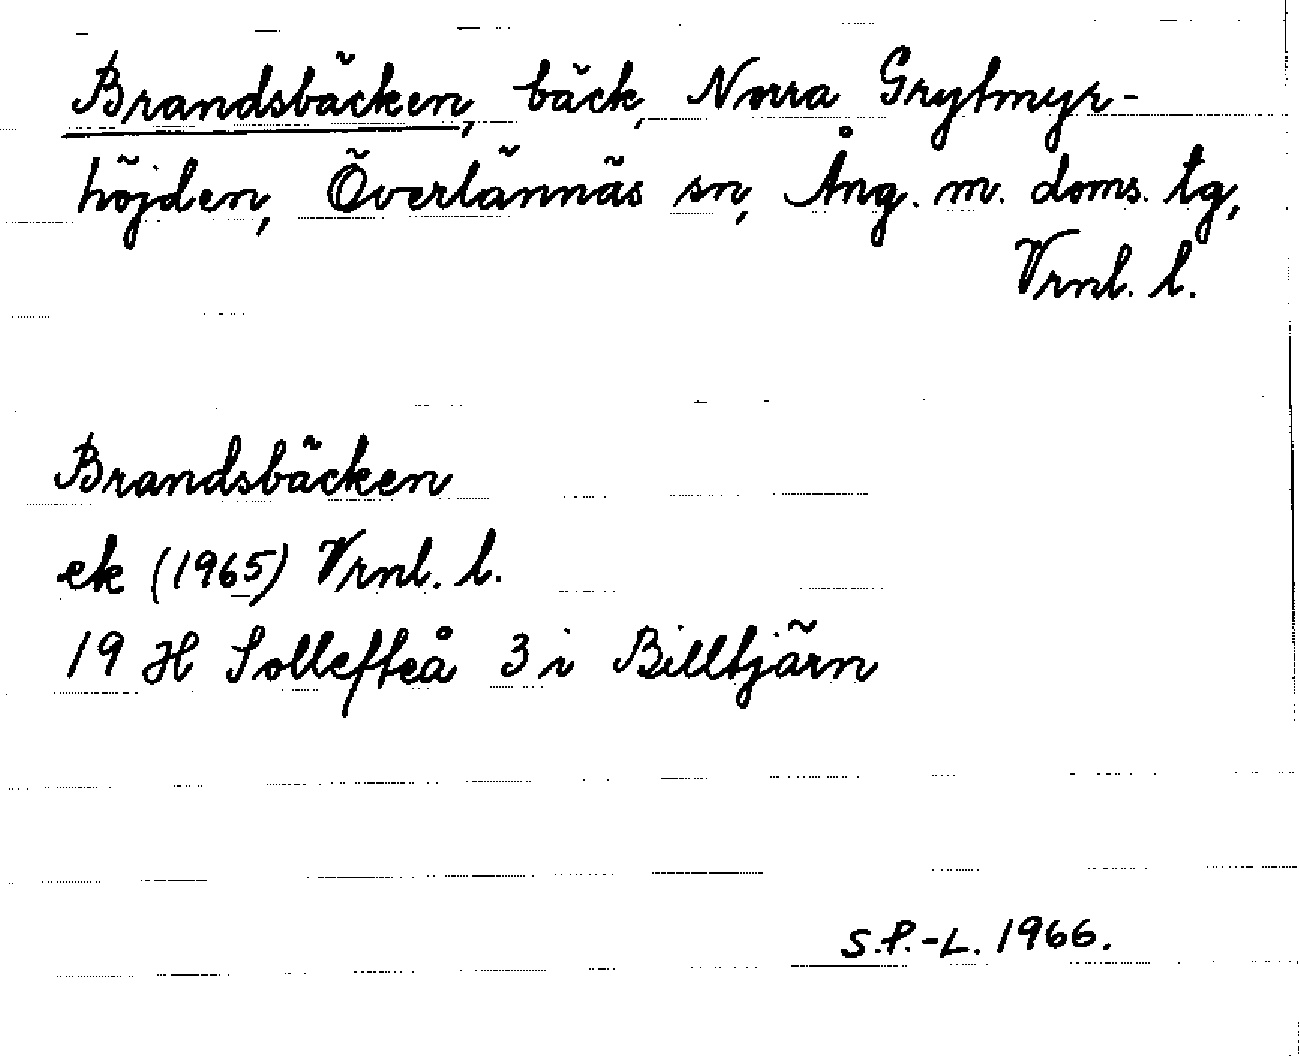 Brandsbäcken, bäck, Norra Grytmyr-
höjden, Överlännäs sn, Ång. m. doms. tg,
Vrnl. l.
Brandsbäcken
ek (1965) Vrnl. l.
19 H Sollefteå 3 i Billtjärn
S.P.-L. 1966.